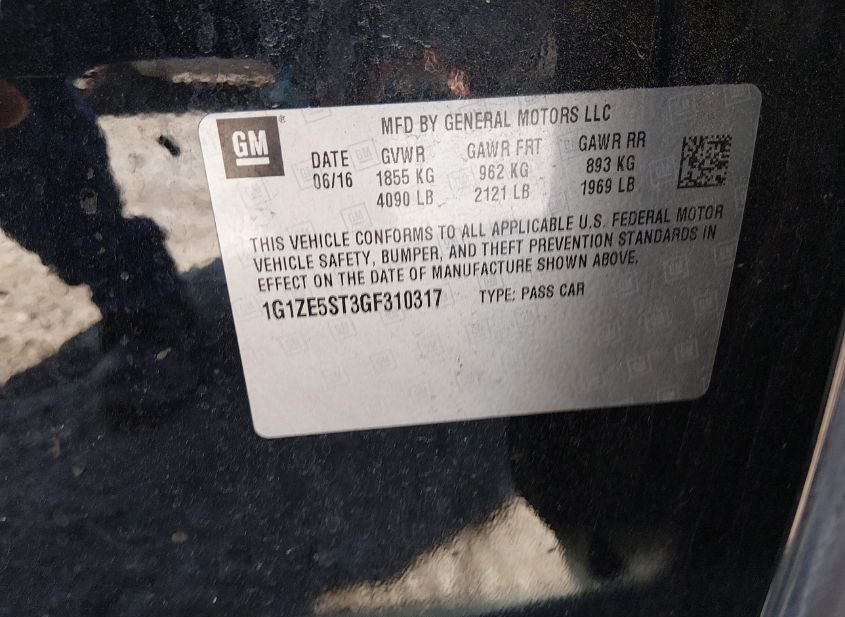 GM®
MFD BY GENERAL MOTORS LLC
DATE GVWR GAWR FRT GAWR RR
06/16 1855 KG 962 KG 893 KG
4090 LB 2121 LB 1969 LB
THIS VEHICLE CONFORMS TO ALL APPLICABLE U.S. FEDERAL MOTOR
VEHICLE SAFETY, BUMPER, AND THEFT PREVENTION STANDARDS IN
EFFECT ON THE DATE OF MANUFACTURE SHOWN ABOVE.
1G1ZE5ST3GF310317 TYPE: PASS CAR